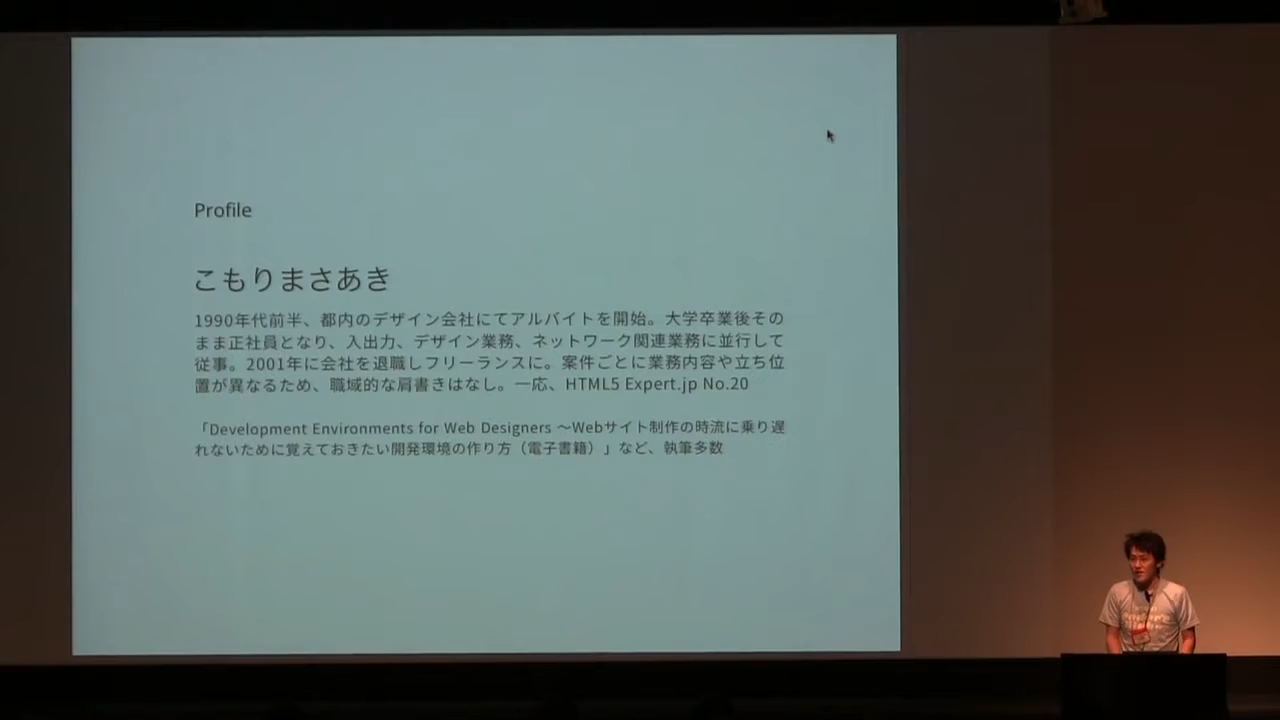 Profile
こもりまさあき
1990年代前半、都内のデザイン会社にてアルバイトを開始。大学卒業後その
まま正社員となり、入出力、デザイン業務、ネットワーク関連業務に並行して
従事。2001年に会社を退職しフリーランスに。案件ごとに業務内容や立ち位
置が異なるため、職域的な肩書きはなし。一応、HTML5 Expert.jp No.20
「Development Environments for Web Designers 〜Webサイト制作の時流に乗り遅
れないために覚えておきたい開発環境の作り方（電子書籍）」など、執筆多数